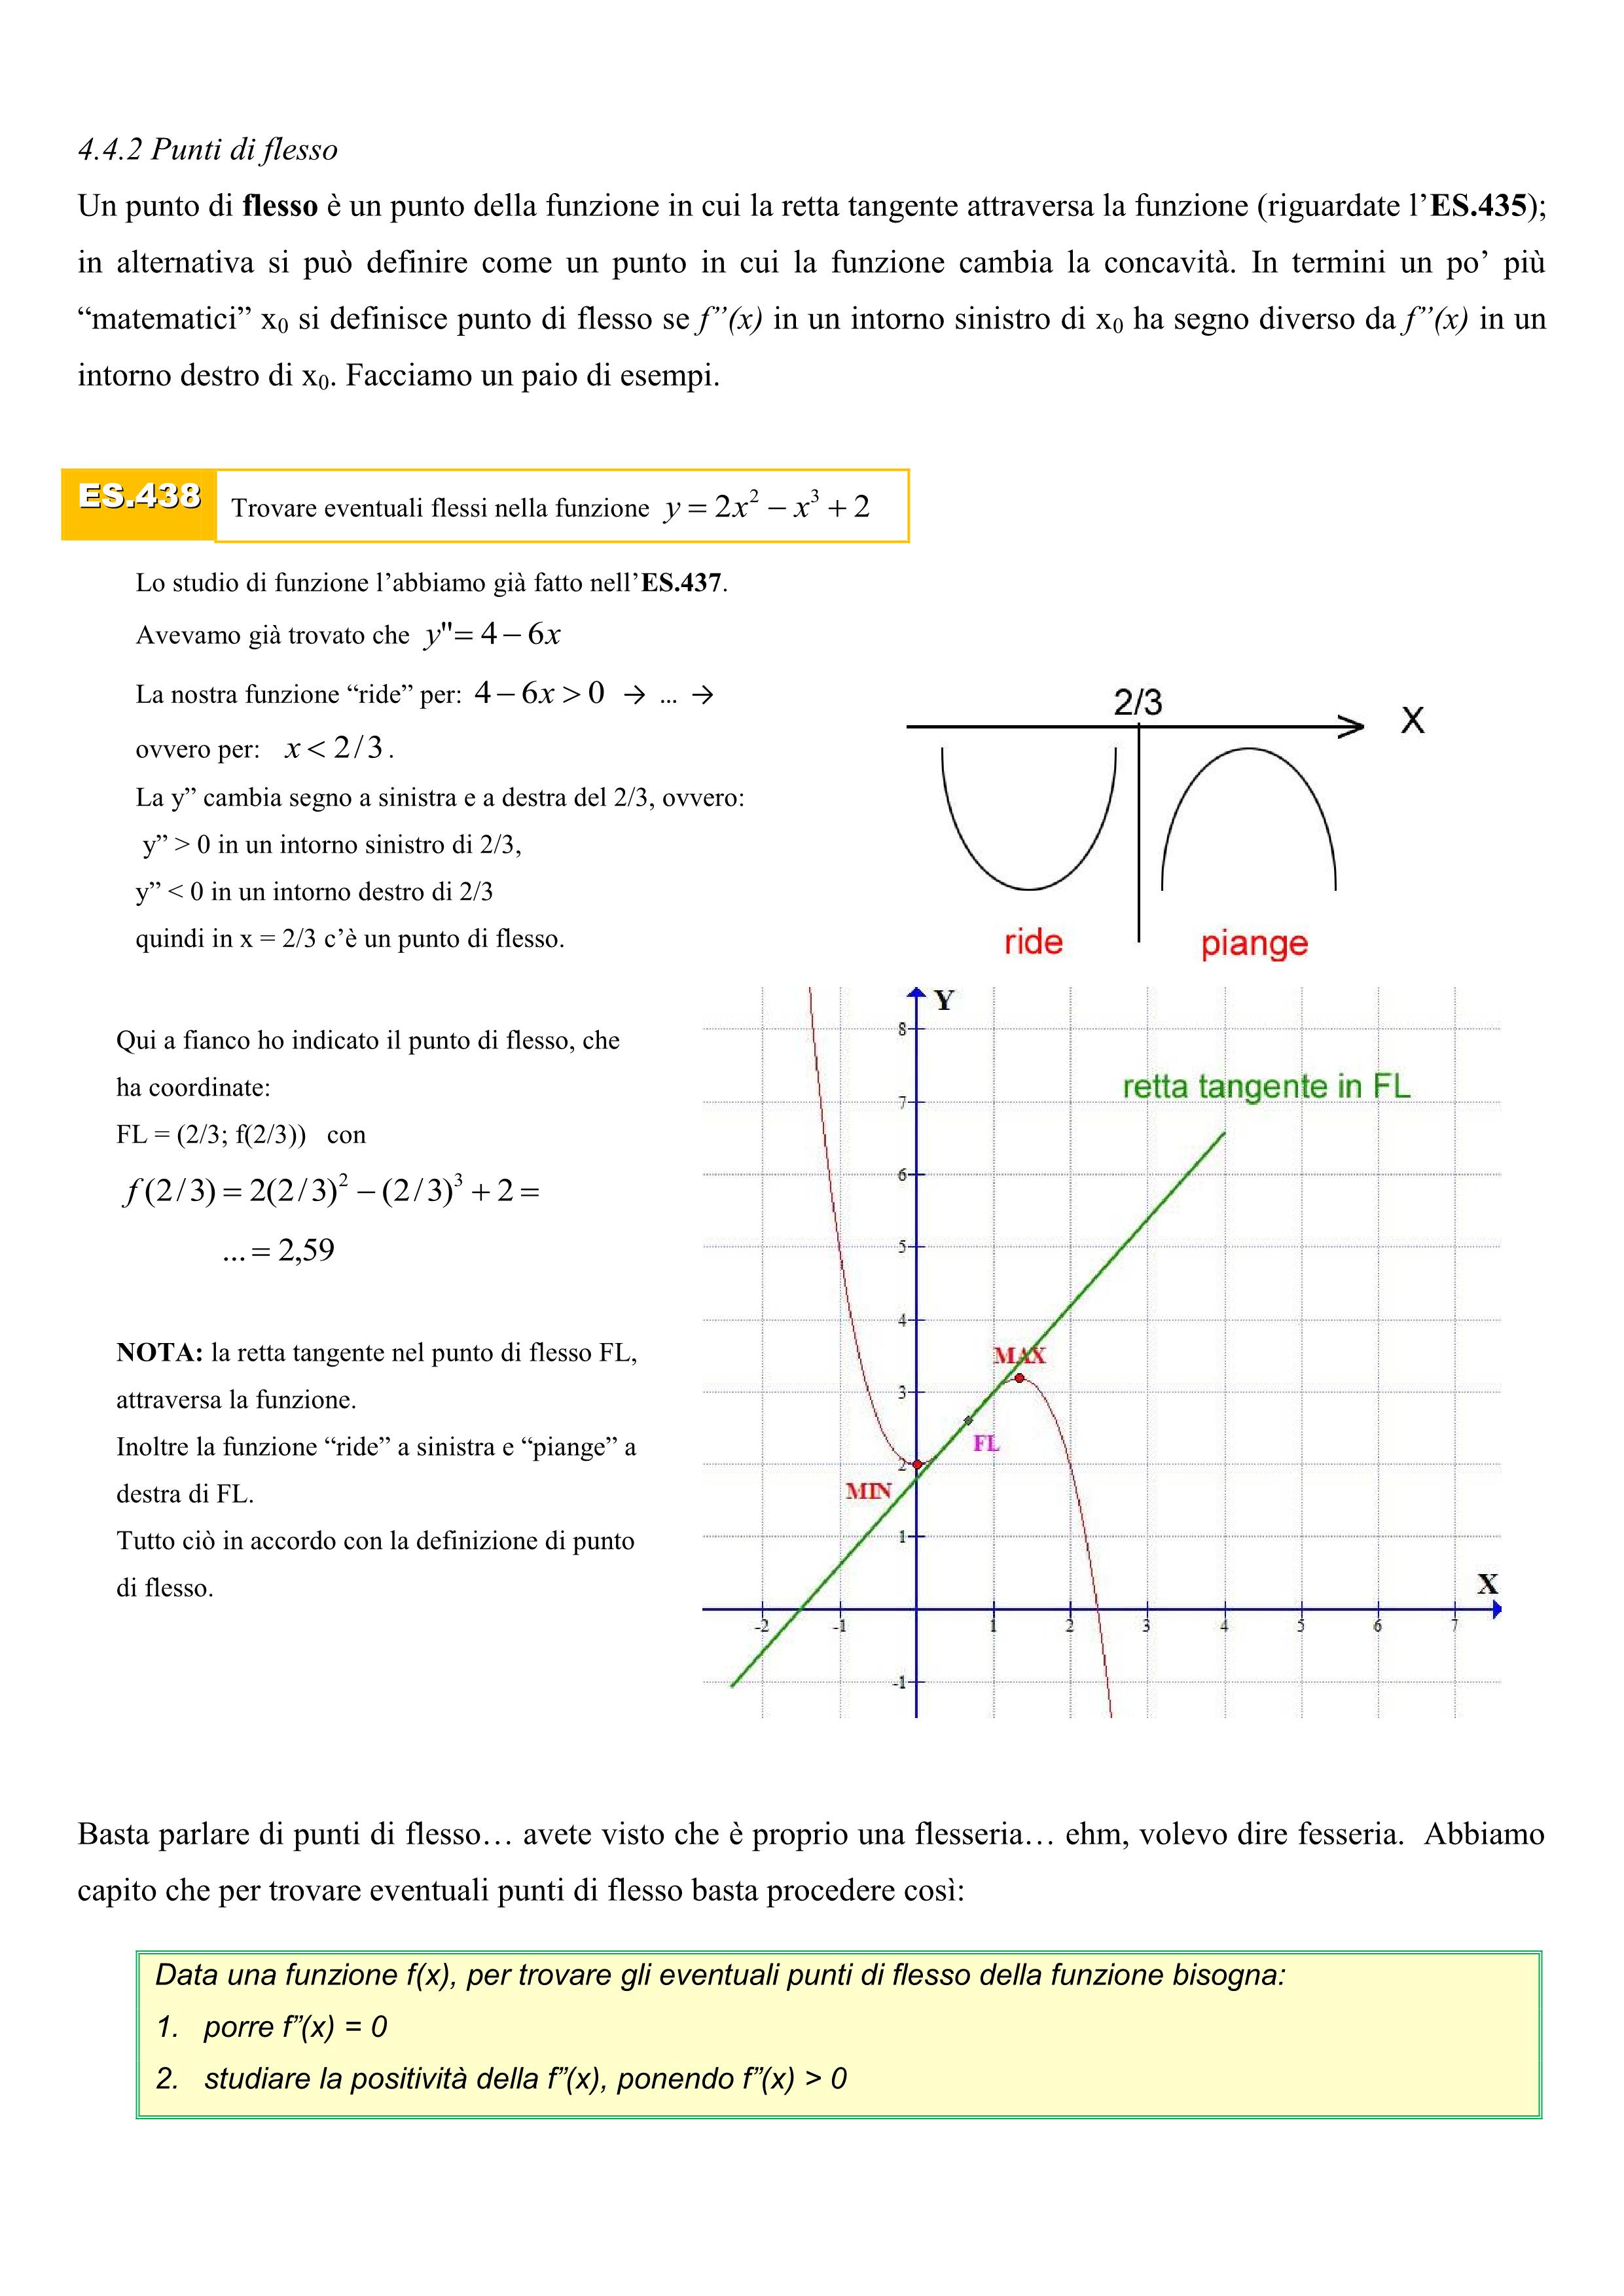 4.4.2 Punti di flesso
Un punto di flesso è un punto della funzione in cui la retta tangente attraversa la funzione (riguardate l’ES.435);
in alternativa si può definire come un punto in cui la funzione cambia la concavità. In termini un po’ più
“matematici” x₀ si definisce punto di flesso se f’’(x) in un intorno sinistro di x₀ ha segno diverso da f’’(x) in un
intorno destro di x₀. Facciamo un paio di esempi.
ES.438 Trovare eventuali flessi nella funzione y = 2x² − x³ + 2
Lo studio di funzione l’abbiamo già fatto nell’ES.437.
Avevamo già trovato che y''= 4 − 6x
La nostra funzione “ride” per: 4 − 6x > 0 → ... →
ovvero per: x < 2/3.
La y’’ cambia segno a sinistra e a destra del 2/3, ovvero:
y’’ > 0 in un intorno sinistro di 2/3,
y’’ < 0 in un intorno destro di 2/3
quindi in x = 2/3 c’è un punto di flesso.
2/3
X
ride piange
Qui a fianco ho indicato il punto di flesso, che
ha coordinate:
FL = (2/3; f(2/3)) con
f(2/3) = 2(2/3)² − (2/3)³ + 2 =
... = 2,59
NOTA: la retta tangente nel punto di flesso FL,
attraversa la funzione.
Inoltre la funzione “ride” a sinistra e “piange” a
destra di FL.
Tutto ciò in accordo con la definizione di punto
di flesso.
Y
8
retta tangente in FL
7
6
5
4
MAX
3
FL
2
MIN
1
X
-2 -1 1 2 3 4 5 6 7
-1
Basta parlare di punti di flesso… avete visto che è proprio una flesseria… ehm, volevo dire fesseria. Abbiamo
capito che per trovare eventuali punti di flesso basta procedere così:
Data una funzione f(x), per trovare gli eventuali punti di flesso della funzione bisogna:
1. porre f’’(x) = 0
2. studiare la positività della f’’(x), ponendo f’’(x) > 0